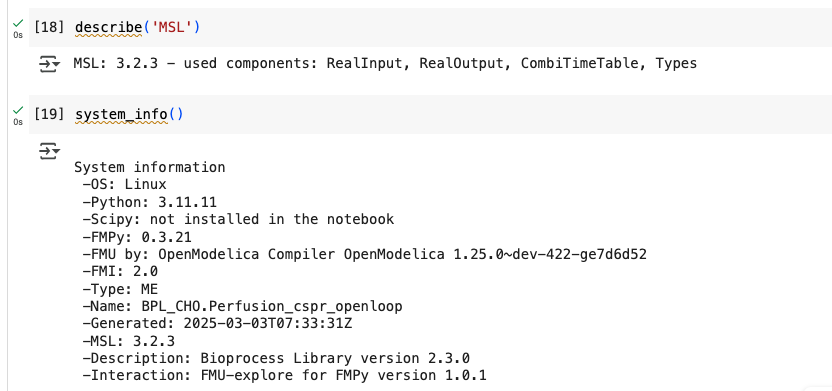 [18] describe('MSL')
0s
MSL: 3.2.3 – used components: RealInput, RealOutput, CombiTimeTable, Types
[19] system_info()
0s
System information
-OS: Linux
-Python: 3.11.11
-Scipy: not installed in the notebook
-FMPy: 0.3.21
-FMU by: OpenModelica Compiler OpenModelica 1.25.0~dev-422-ge7d6d52
-FMI: 2.0
-Type: ME
-Name: BPL_CHO.Perfusion_cspr_openloop
-Generated: 2025-03-03T07:33:31Z
-MSL: 3.2.3
-Description: Bioprocess Library version 2.3.0
-Interaction: FMU-explore for FMPy version 1.0.1